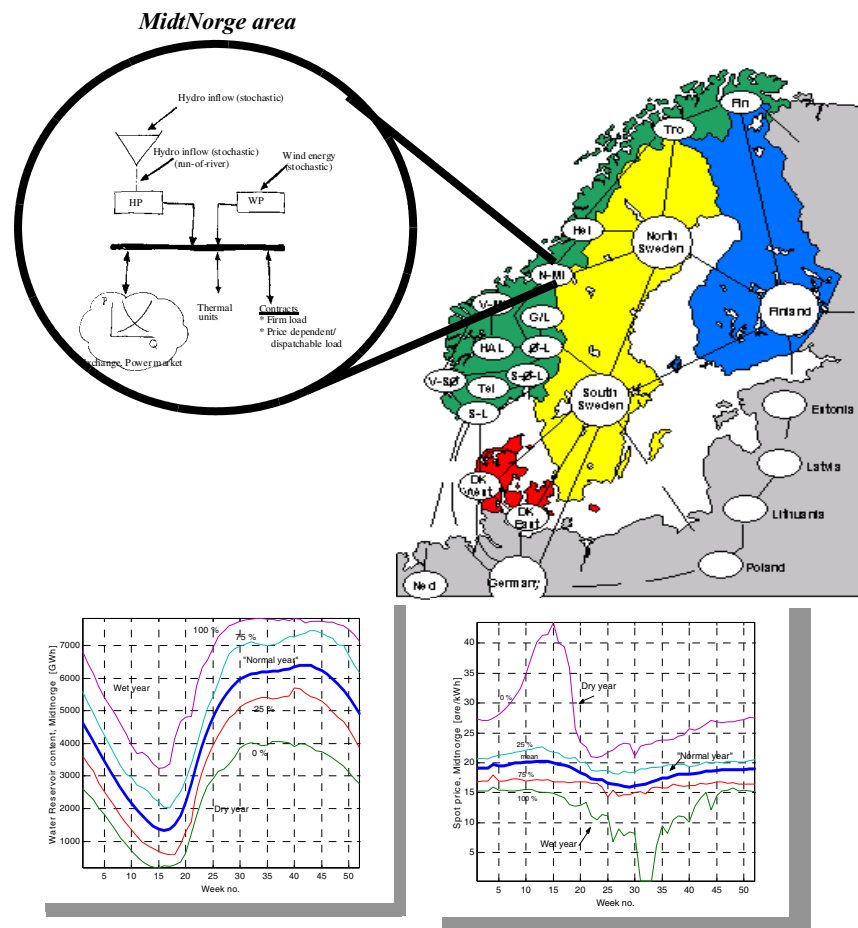 MidtNorge area
Hydro inflow (stochastic)
Hydro inflow (stochastic)
(run-of-river)
Wind energy
(stochastic)
HP
WP
P
Q
Exchange, Power market
Thermal
units
Contracts
* Firm load
* Price dependent/
dispatchable load
Fin
Tro
Hel
North
Sweden
N-MI
V-MI
G/L
Finland
HAL
Ø-L
V-SØ
Tel
S-Ø-L
South
Sweden
S-L
Estonia
Latvia
DK
West
DK
East
Lithuania
Poland
Ned
Germany
Water Reservoir content, Midtnorge [GWh]
7000
6000
5000
4000
3000
2000
1000
100 %
75 %
"Normal year"
Wet year
25 %
0 %
Dry year
5 10 15 20 25 30 35 40 45 50
Week no.
Spot price, Midtnorge [øre/kWh]
40
35
30
25
20
15
10
5
0 %
Dry year
25 %
mean
"Normal year"
75 %
100 %
Wet year
5 10 15 20 25 30 35 40 45 50
Week no.